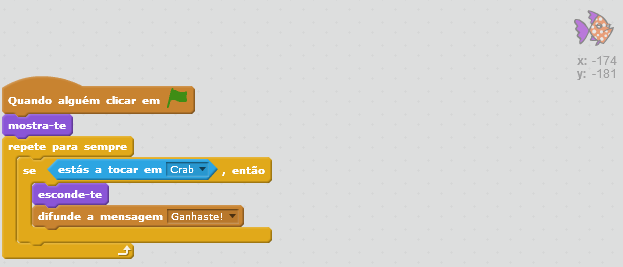 x: -174
y: -181
Quando alguém clicar em
mostra-te
repete para sempre
se estás a tocar em Crab , então
esconde-te
difunde a mensagem Ganhaste!